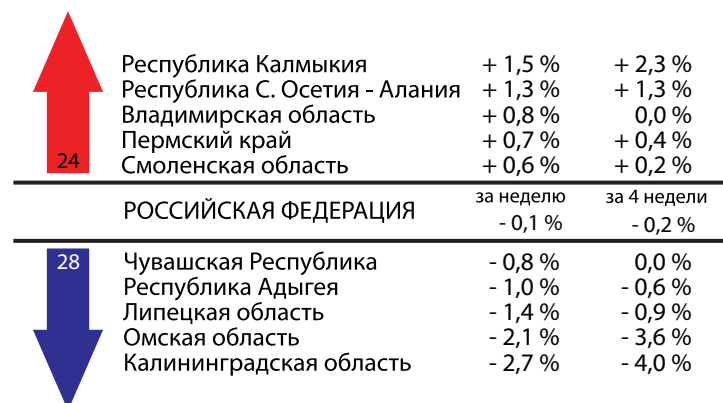 Республика Калмыкия + 1,5 % + 2,3 %
Республика С. Осетия - Алания + 1,3 % + 1,3 %
Владимирская область + 0,8 % 0,0 %
Пермский край + 0,7 % + 0,4 %
24 Смоленская область + 0,6 % + 0,2 %
за неделю за 4 недели
РОССИЙСКАЯ ФЕДЕРАЦИЯ - 0,1 % - 0,2 %
28 Чувашская Республика - 0,8 % 0,0 %
Республика Адыгея - 1,0 % - 0,6 %
Липецкая область - 1,4 % - 0,9 %
Омская область - 2,1 % - 3,6 %
Калининградская область - 2,7 % - 4,0 %